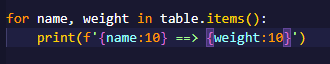 for name, weight in table.items():
    print(f'{name:10} ==> {weight:10}')